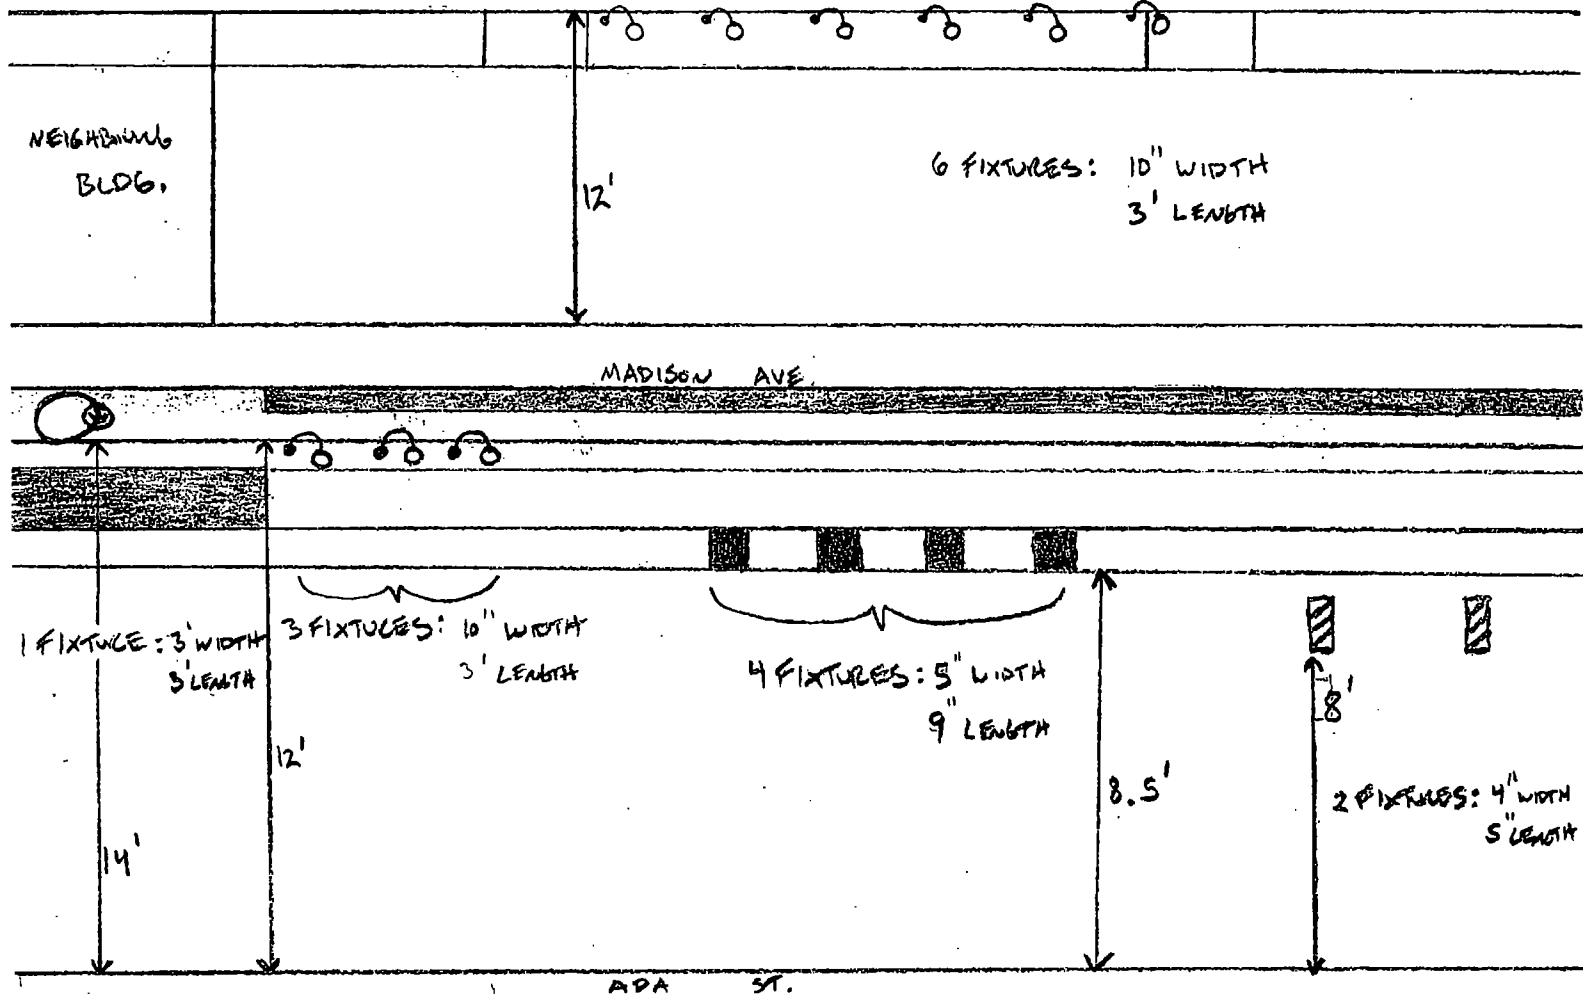 NEIGHBORING
BLDG.
12'
6 FIXTURES: 10" WIDTH
3' LENGTH
MADISON AVE.
1 FIXTURE: 3' WIDTH
3' LENGTH
3 FIXTURES: 10" WIDTH
3' LENGTH
4 FIXTURES: 5" WIDTH
9" LENGTH
8'
12'
8.5'
2 FIXTURES: 4" WIDTH
5" LENGTH
14'
ADA ST.